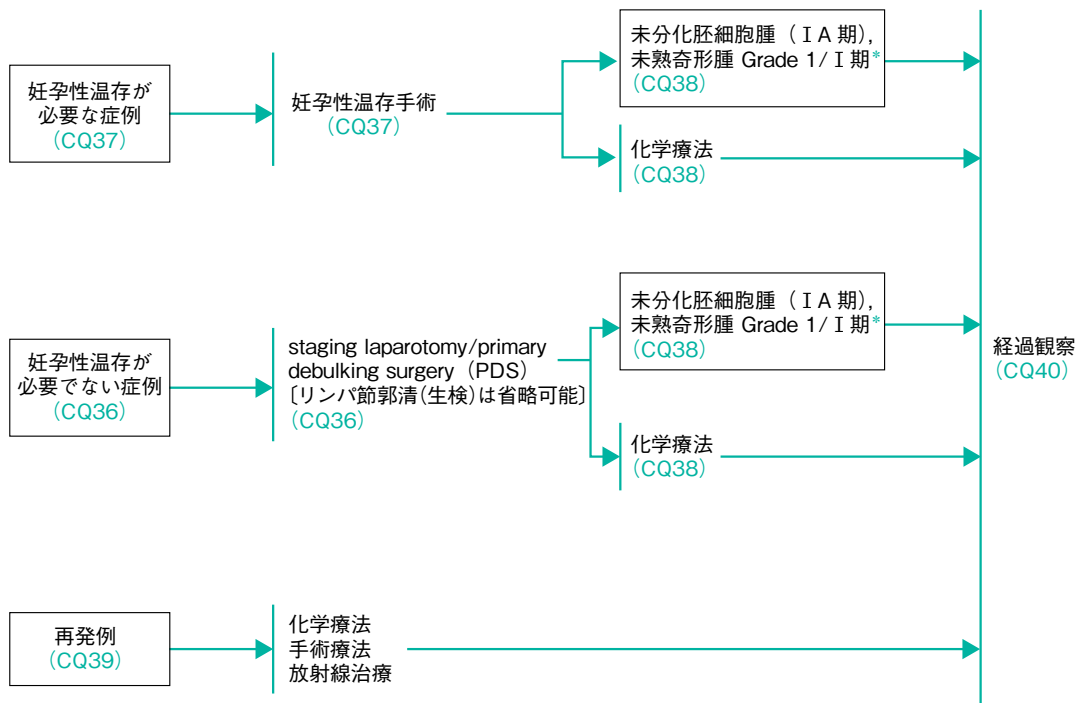 妊孕性温存が
必要な症例
（CQ37）
妊孕性温存手術
（CQ37）
未分化胚細胞腫（ⅠA期），
未熟奇形腫 Grade 1/Ⅰ期*
（CQ38）
化学療法
（CQ38）
妊孕性温存が
必要でない症例
（CQ36）
staging laparotomy/primary
debulking surgery（PDS）
〔リンパ節郭清（生検）は省略可能〕
（CQ36）
未分化胚細胞腫（ⅠA期），
未熟奇形腫 Grade 1/Ⅰ期*
（CQ38）
化学療法
（CQ38）
経過観察
（CQ40）
再発例
（CQ39）
化学療法
手術療法
放射線治療